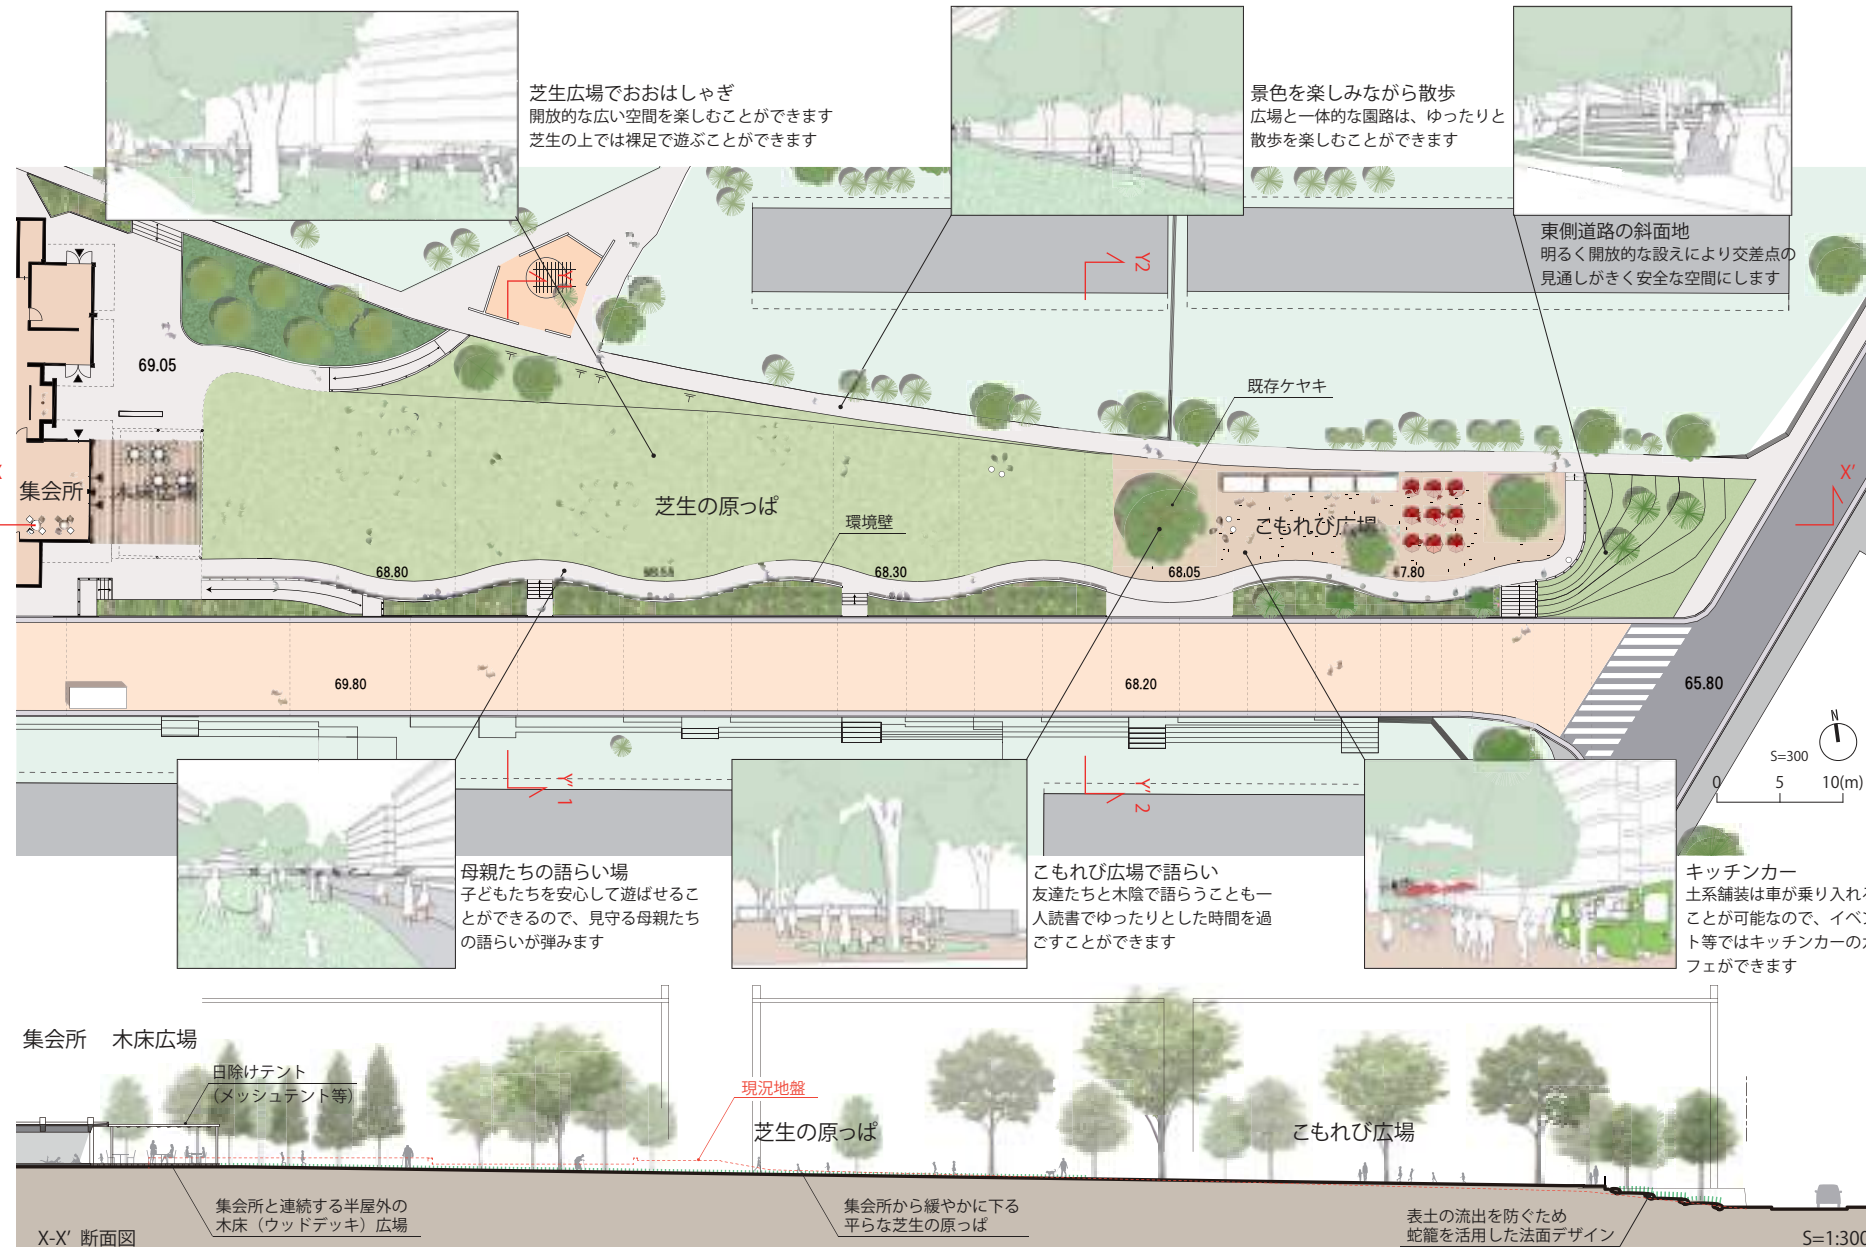 芝生広場でおおはしゃぎ
開放的な広い空間を楽しむことができます
芝生の上では裸足で遊ぶことができます
景色を楽しみながら散歩
広場と一体的な園路は、ゆったりと
散歩を楽しむことができます
東側道路の斜面地
明るく開放的な設えにより交差点の
見通しがきく安全な空間にします
Y2
69.05
既存ケヤキ
集会所
芝生の原っぱ
環境壁
こもれび広場
X'
68.80
68.30
68.05
67.80
69.80
68.20
65.80
N
S=300
0 5 10(m)
Y'1
Y'2
母親たちの語らい場
子どもたちを安心して遊ばせるこ
とができるので、見守る母親たち
の語らいが弾みます
こもれび広場で語らい
友達たちと木陰で語らうことも一
人読書でゆったりとした時間を過
ごすことができます
キッチンカー
土系舗装は車が乗り入れる
ことが可能なので、イベン
ト等ではキッチンカーのカ
フェができます
集会所 木床広場
日除けテント
(メッシュテント等)
現況地盤
芝生の原っぱ
こもれび広場
集会所と連続する半屋外の
木床(ウッドデッキ)広場
集会所から緩やかに下る
平らな芝生の原っぱ
表土の流出を防ぐため
蛇籠を活用した法面デザイン
X-X' 断面図
S=1:300